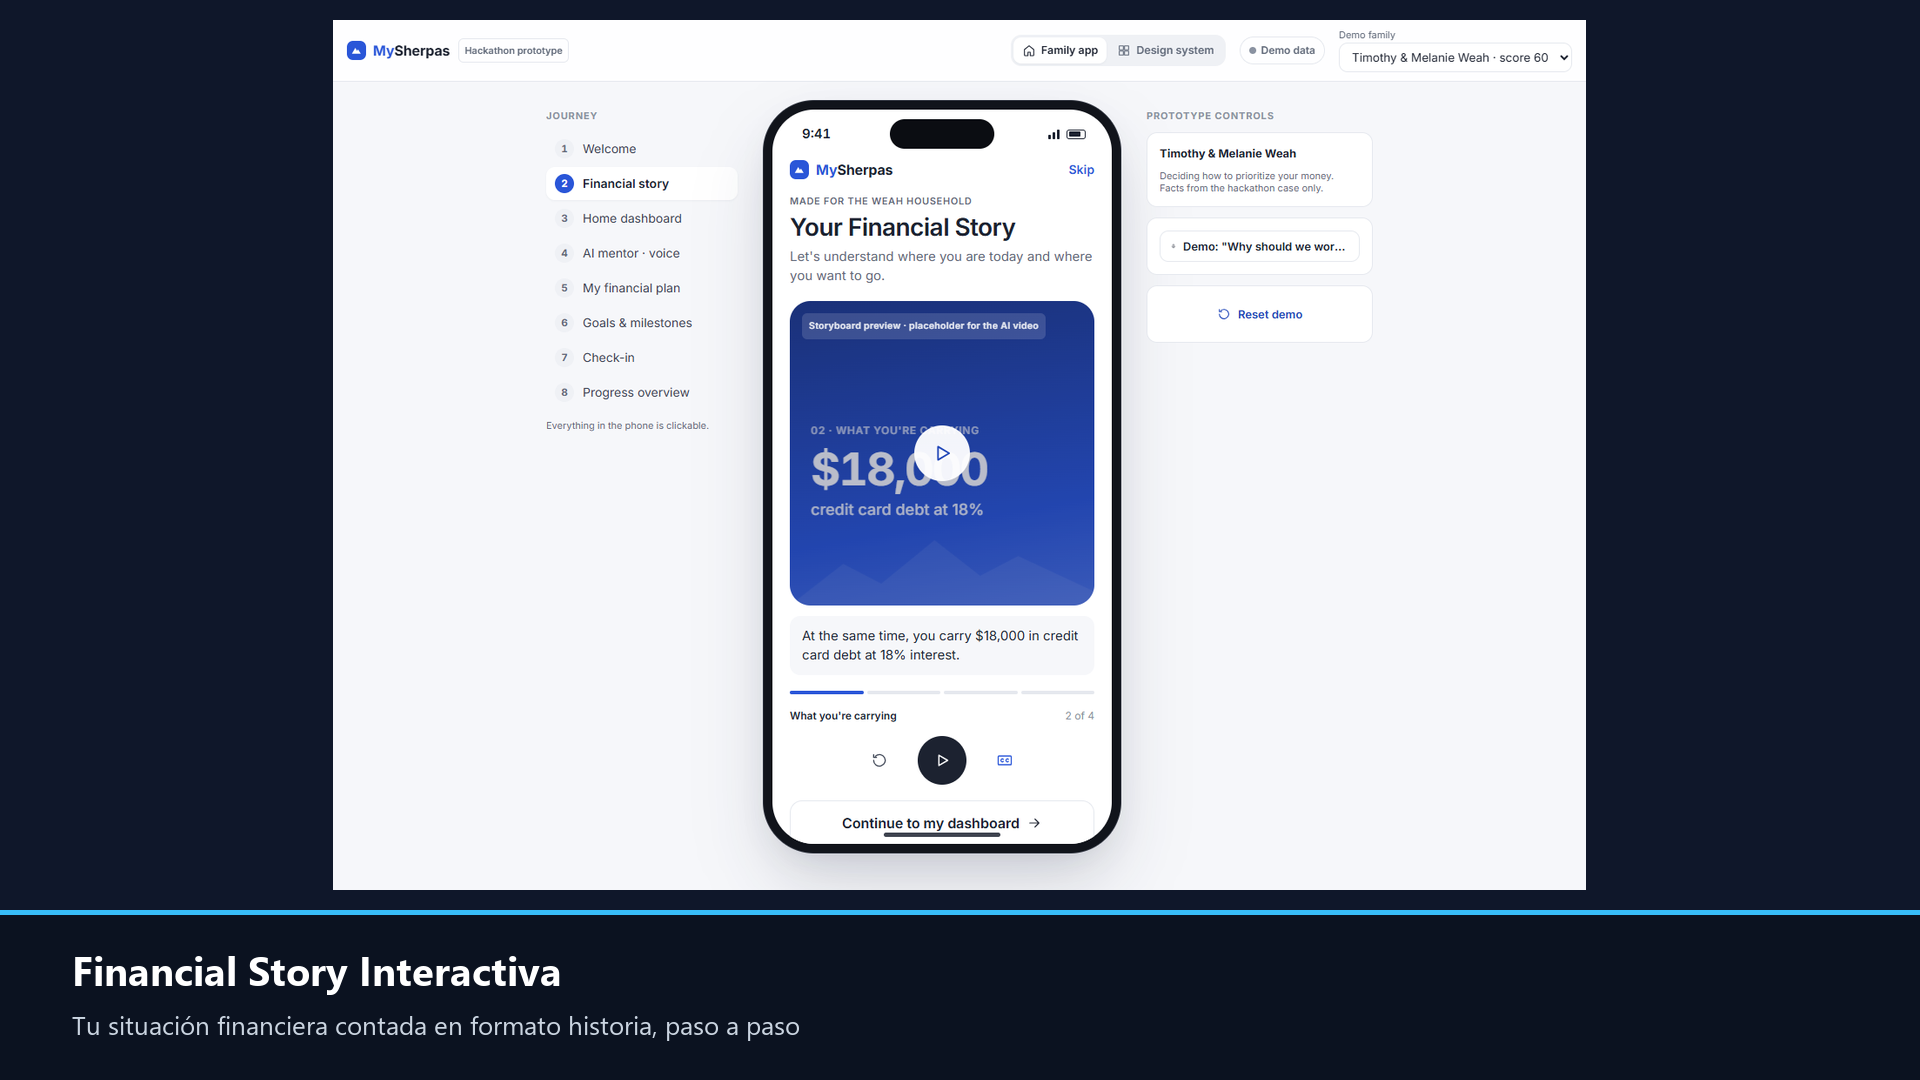 MySherpas
Hackathon prototype
Family app
Design system
Demo data
Demo family
Timothy & Melanie Weah · score 60
JOURNEY
1 Welcome
2 Financial story
3 Home dashboard
4 AI mentor · voice
5 My financial plan
6 Goals & milestones
7 Check-in
8 Progress overview
Everything in the phone is clickable.
9:41
MySherpas
Skip
MADE FOR THE WEAH HOUSEHOLD
Your Financial Story
Let's understand where you are today and where
you want to go.
Storyboard preview · placeholder for the AI video
02 · WHAT YOU'RE CARRYING
$18,000
credit card debt at 18%
At the same time, you carry $18,000 in credit
card debt at 18% interest.
What you're carrying
2 of 4
CC
Continue to my dashboard
PROTOTYPE CONTROLS
Timothy & Melanie Weah
Deciding how to prioritize your money.
Facts from the hackathon case only.
Demo: "Why should we wor...
Reset demo
Financial Story Interactiva
Tu situación financiera contada en formato historia, paso a paso